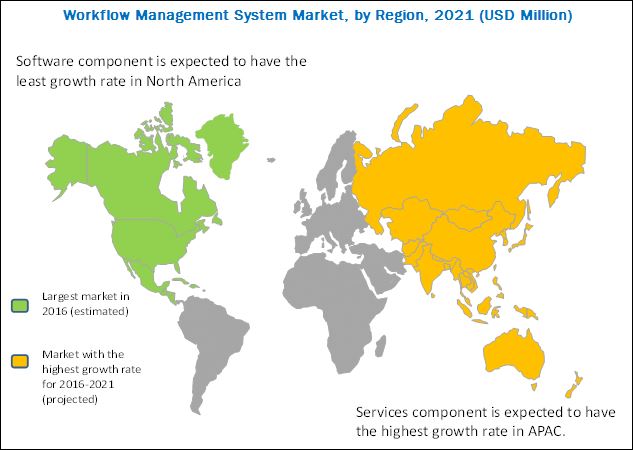 Workflow Management System Market, by Region, 2021 (USD Million)
Software component is expected to have the
least growth rate in North America
Largest market in
2016 (estimated)
Market with the
highest growth rate
for 2016-2021
(projected)
Services component is expected to have
the highest growth rate in APAC.